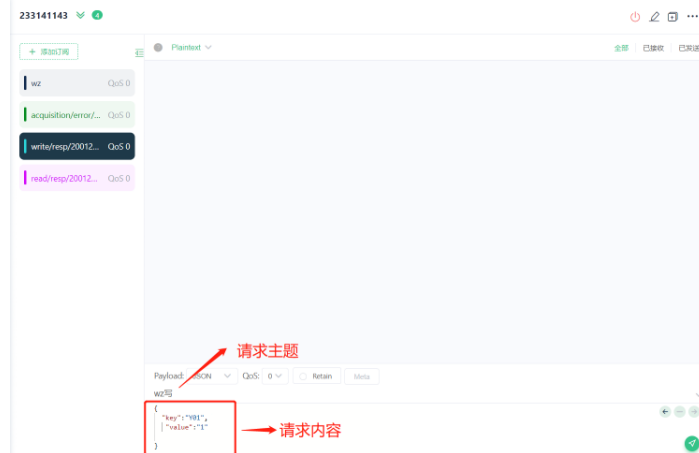 233141143 4
+ 添加订阅
Plaintext
全部 已接收 已发送
wz QoS 0
acquisition/error/... QoS 0
write/resp/20012... QoS 0
read/resp/20012... QoS 0
请求主题
Payload: JSON QoS: 0 Retain Meta
wz写
{
"key":"Y01",
"value":"1"
}
请求内容